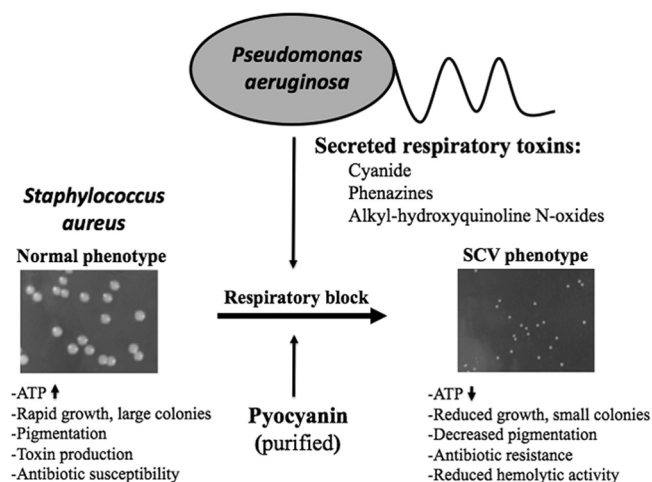 Pseudomonas
aeruginosa
Secreted respiratory toxins:
Cyanide
Phenazines
Alkyl-hydroxyquinoline N-oxides
Staphylococcus
aureus
Normal phenotype
SCV phenotype
Respiratory block
Pyocyanin
(purified)
-ATP
-Rapid growth, large colonies
-Pigmentation
-Toxin production
-Antibiotic susceptibility
-ATP
-Reduced growth, small colonies
-Decreased pigmentation
-Antibiotic resistance
-Reduced hemolytic activity